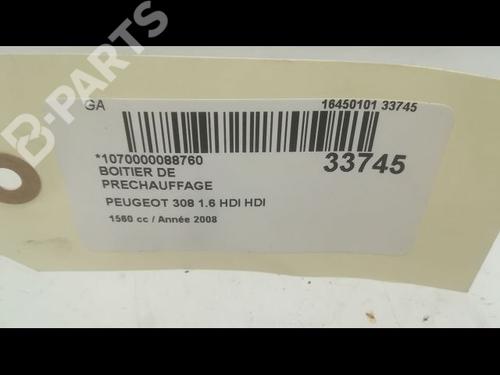 B-PARTS
GA
16450101 33745
*1070000088760
33745
BOITIER DE
PRECHAUFFAGE
PEUGEOT 308 1.6 HDI HDI
1560 cc / Année 2008
B-PARTS